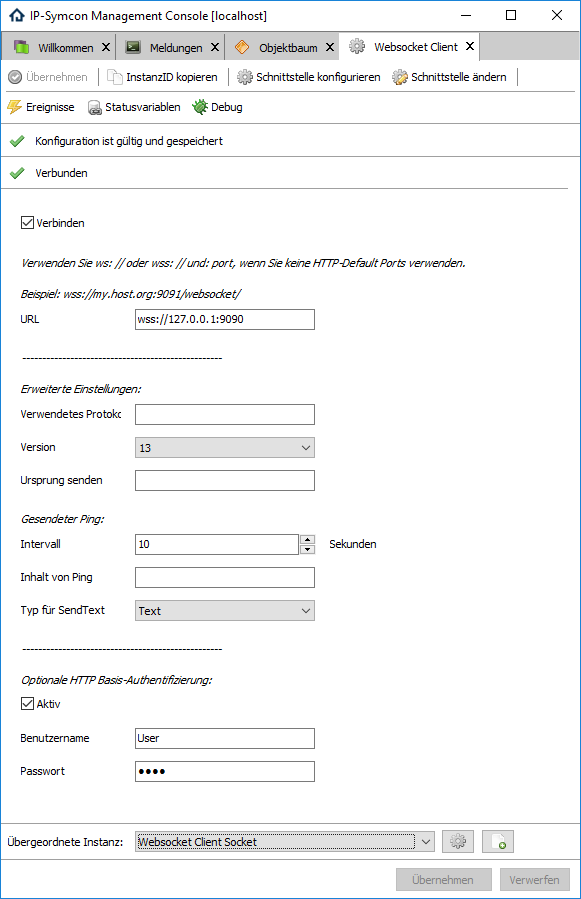 IP-Symcon Management Console [localhost]
Willkommen X Meldungen X Objektbaum X Websocket Client X
Übernehmen InstanzID kopieren Schnittstelle konfigurieren Schnittstelle ändern
Ereignisse Statusvariablen Debug
Konfiguration ist gültig und gespeichert
Verbunden
Verbinden
Verwenden Sie ws: // oder wss: // und: port, wenn Sie keine HTTP-Default Ports verwenden.
Beispiel: wss://my.host.org:9091/websocket/
URL wss://127.0.0.1:9090
--------------------------------------------------
Erweiterte Einstellungen:
Verwendetes Protoko
Version 13
Ursprung senden
Gesendeter Ping:
Intervall 10 Sekunden
Inhalt von Ping
Typ für SendText Text
--------------------------------------------------
Optionale HTTP Basis-Authentifizierung:
Aktiv
Benutzername User
Passwort ●●●●
Übergeordnete Instanz: Websocket Client Socket
Übernehmen Verwerfen